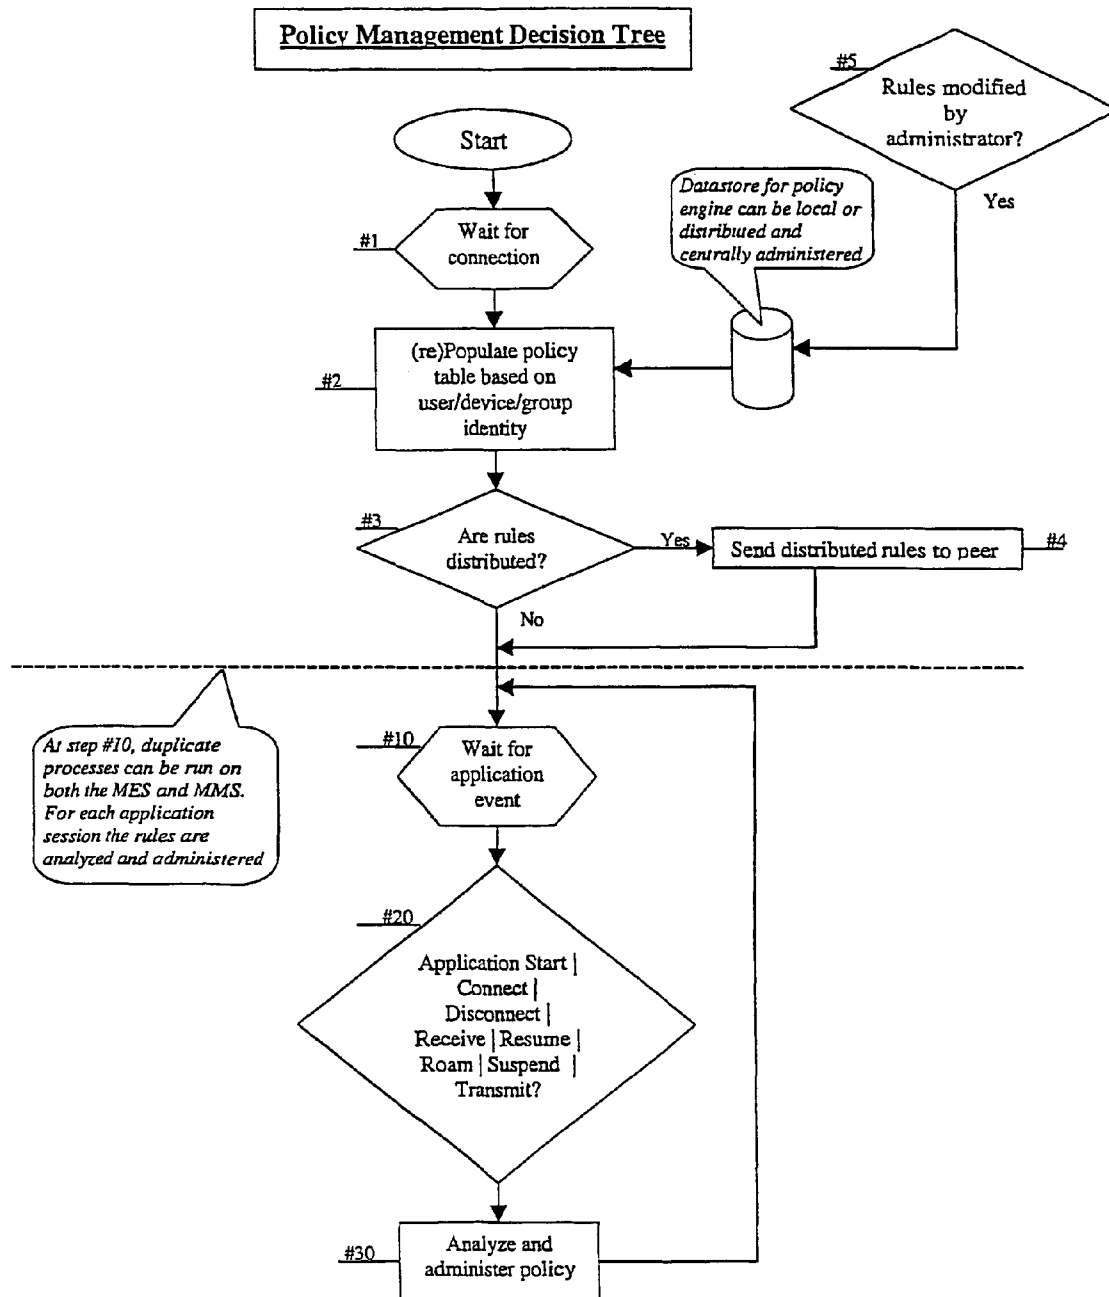 Policy Management Decision Tree
#5
Rules modified
by
administrator?
Yes
Start
Datastore for policy
engine can be local or
distributed and
centrally administered
#1
Wait for
connection
#2
(re)Populate policy
table based on
user/device/group
identity
#3
Are rules
distributed?
Yes
Send distributed rules to peer
#4
No
At step #10, duplicate
processes can be run on
both the MES and MMS.
For each application
session the rules are
analyzed and administered
#10
Wait for
application
event
#20
Application Start |
Connect |
Disconnect |
Receive | Resume |
Roam | Suspend |
Transmit?
#30
Analyze and
administer policy